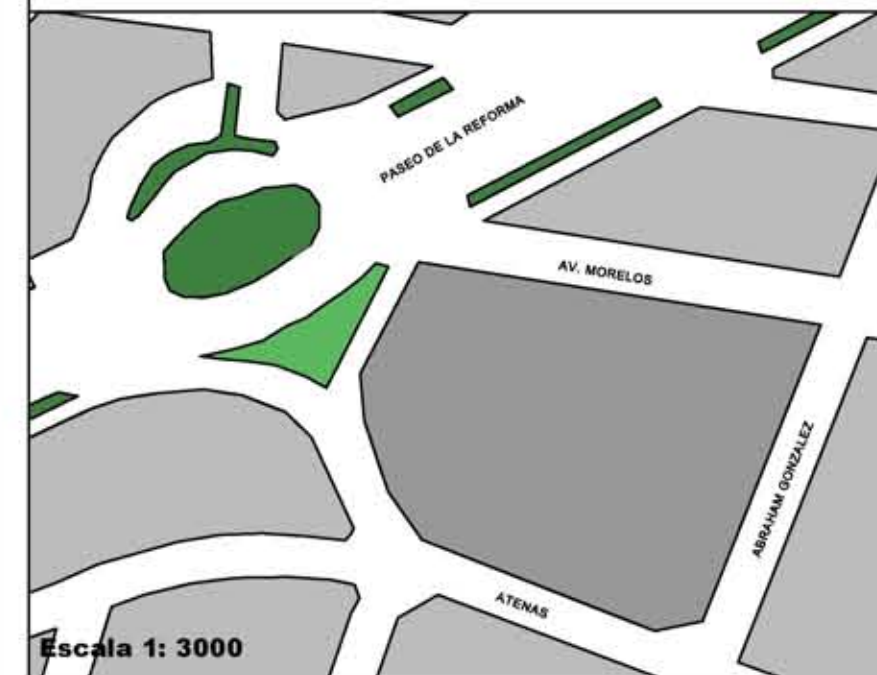 PASEO DE LA REFORMA
AV. MORELOS
ABRAHAM GONZALEZ
ATENAS
Escala 1: 3000